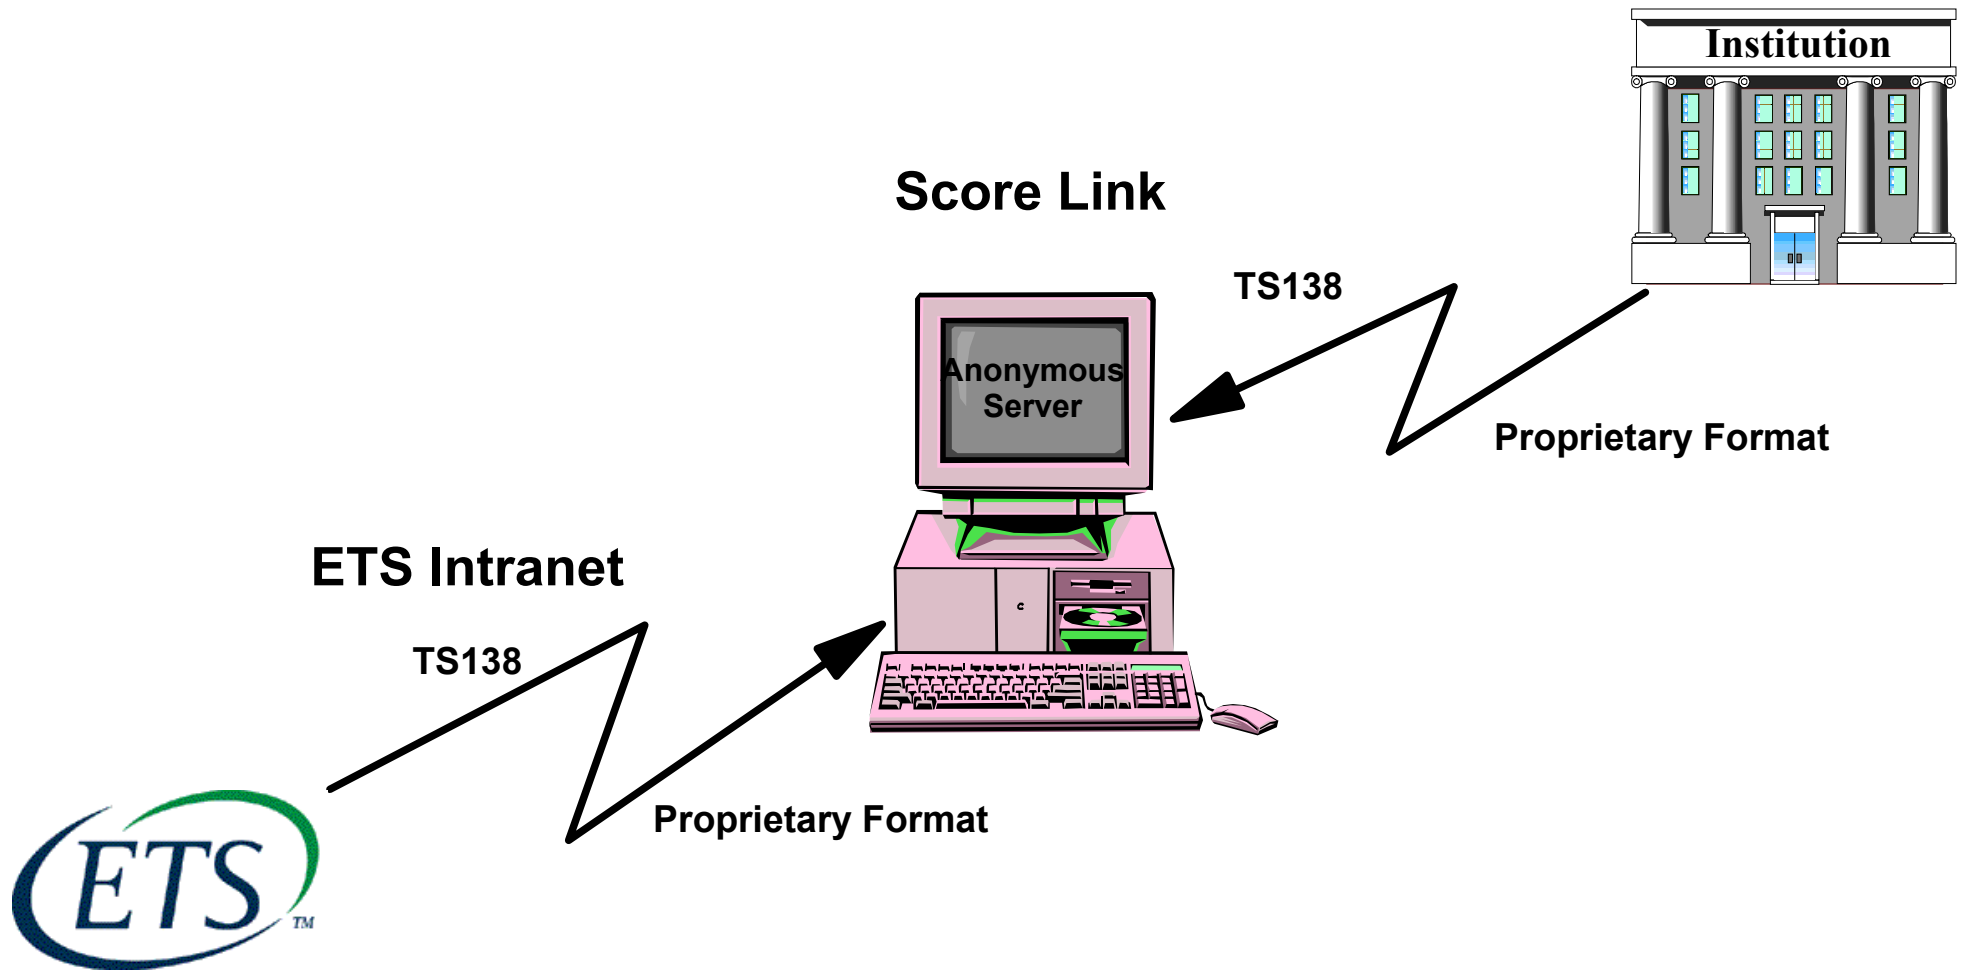 Institution
Score Link
TS138
Anonymous
Server
Proprietary Format
ETS Intranet
TS138
Proprietary Format
ETS
TM